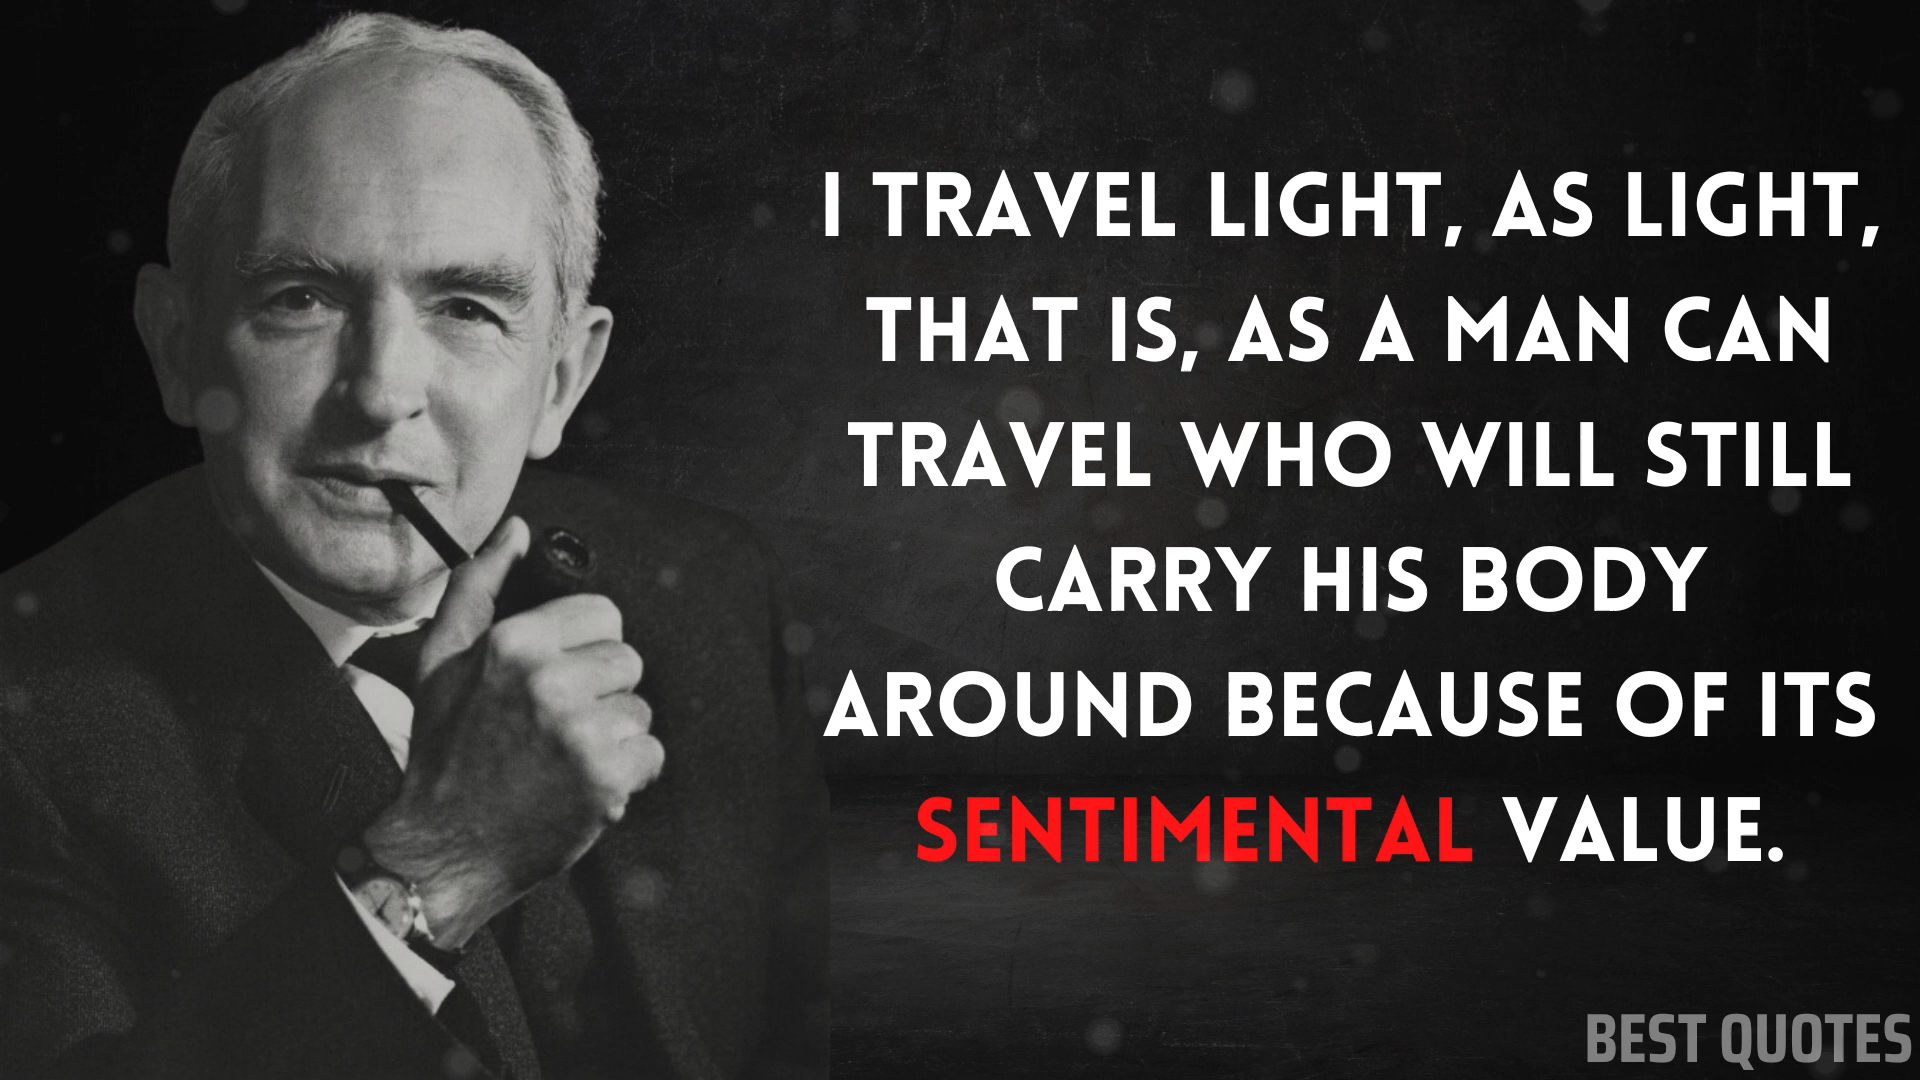 I TRAVEL LIGHT, AS LIGHT,
THAT IS, AS A MAN CAN
TRAVEL WHO WILL STILL
CARRY HIS BODY
AROUND BECAUSE OF ITS
SENTIMENTAL VALUE.
BEST QUOTES